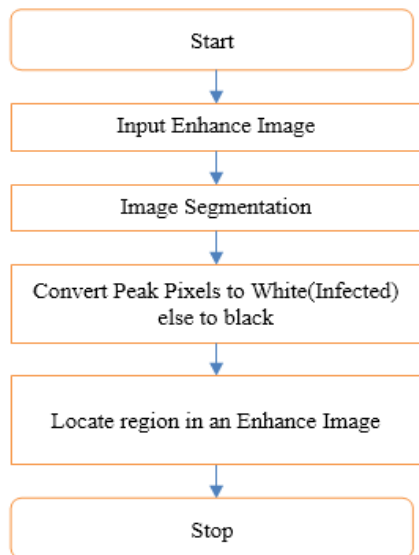 Start
Input Enhance Image
Image Segmentation
Convert Peak Pixels to White(Infected)
else to black
Locate region in an Enhance Image
Stop